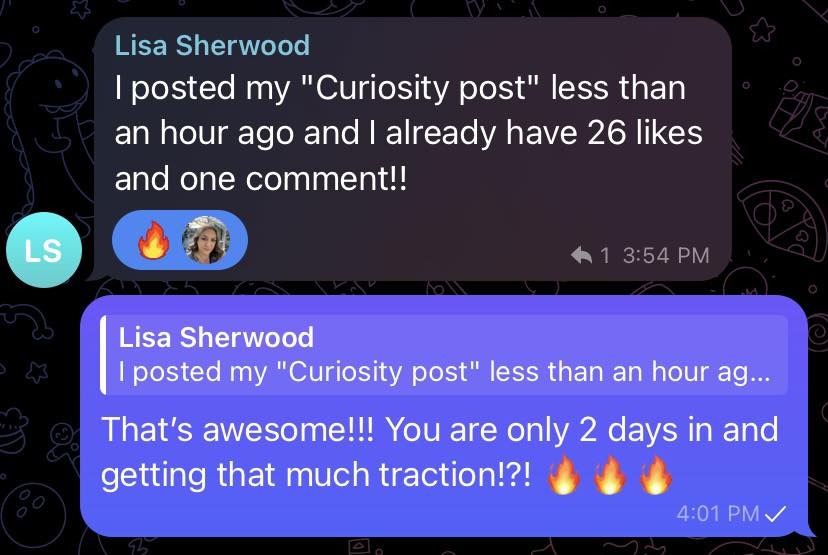 Lisa Sherwood
I posted my "Curiosity post" less than
an hour ago and I already have 26 likes
and one comment!!
🔥
1 3:54 PM
LS
Lisa Sherwood
I posted my "Curiosity post" less than an hour ag...
That’s awesome!!! You are only 2 days in and
getting that much traction!?! 🔥🔥🔥
4:01 PM